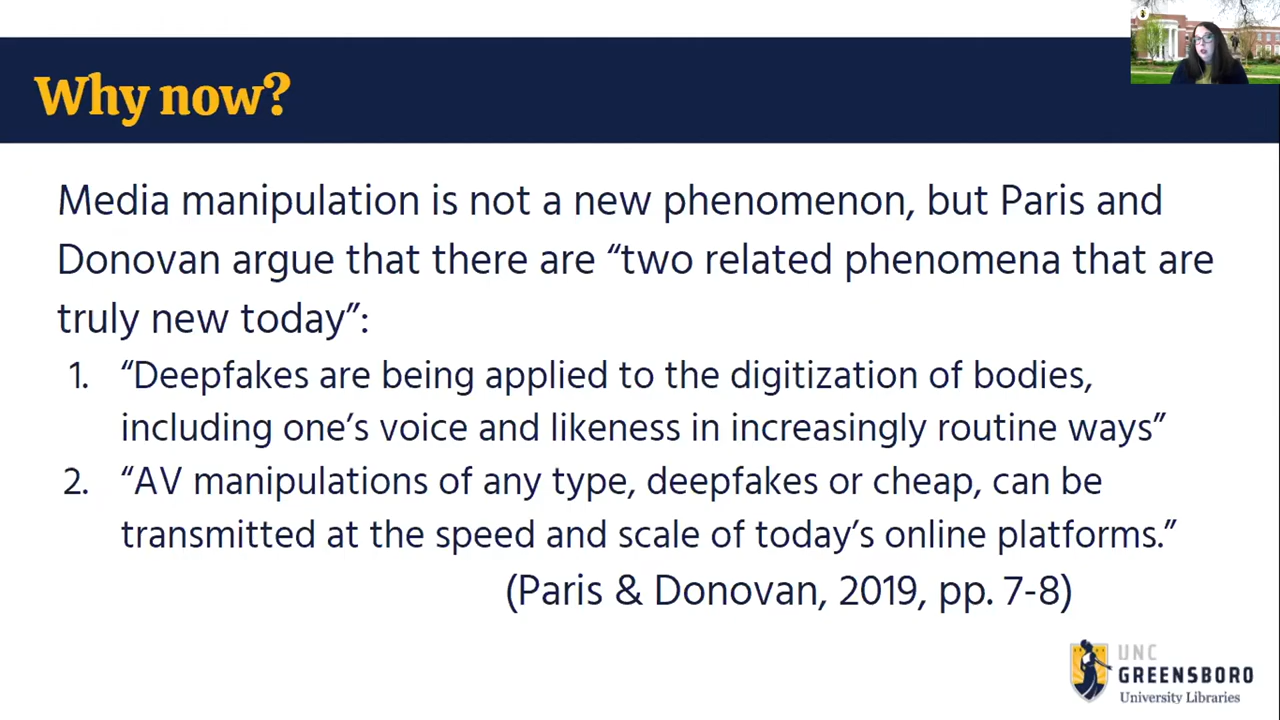 Why now?
Media manipulation is not a new phenomenon, but Paris and
Donovan argue that there are “two related phenomena that are
truly new today”:
1. “Deepfakes are being applied to the digitization of bodies,
including one’s voice and likeness in increasingly routine ways”
2. “AV manipulations of any type, deepfakes or cheap, can be
transmitted at the speed and scale of today’s online platforms.”
(Paris & Donovan, 2019, pp. 7-8)
UNC
GREENSBORO
University Libraries